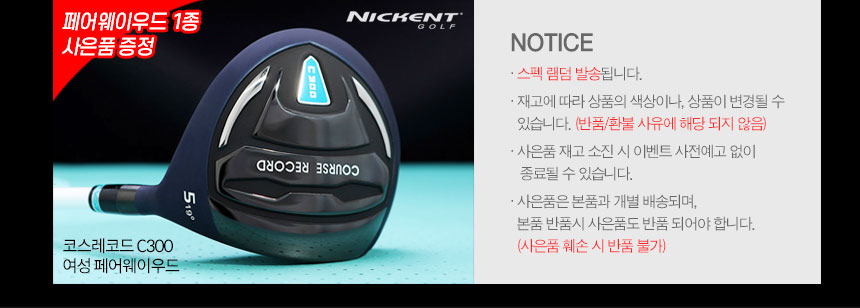 페어웨이우드 1종
사은품 증정
NICKENT
GOLF
C300
COURSE RECORD
5 19°
코스레코드 C300
여성 페어웨이우드
NOTICE
· 스펙 램덤 발송됩니다.
· 재고에 따라 상품의 색상이나, 상품이 변경될 수
있습니다. (반품/환불 사유에 해당 되지 않음)
· 사은품 재고 소진 시 이벤트 사전예고 없이
종료될 수 있습니다.
· 사은품은 본품과 개별 배송되며,
본품 반품시 사은품도 반품 되어야 합니다.
(사은품 훼손 시 반품 불가)